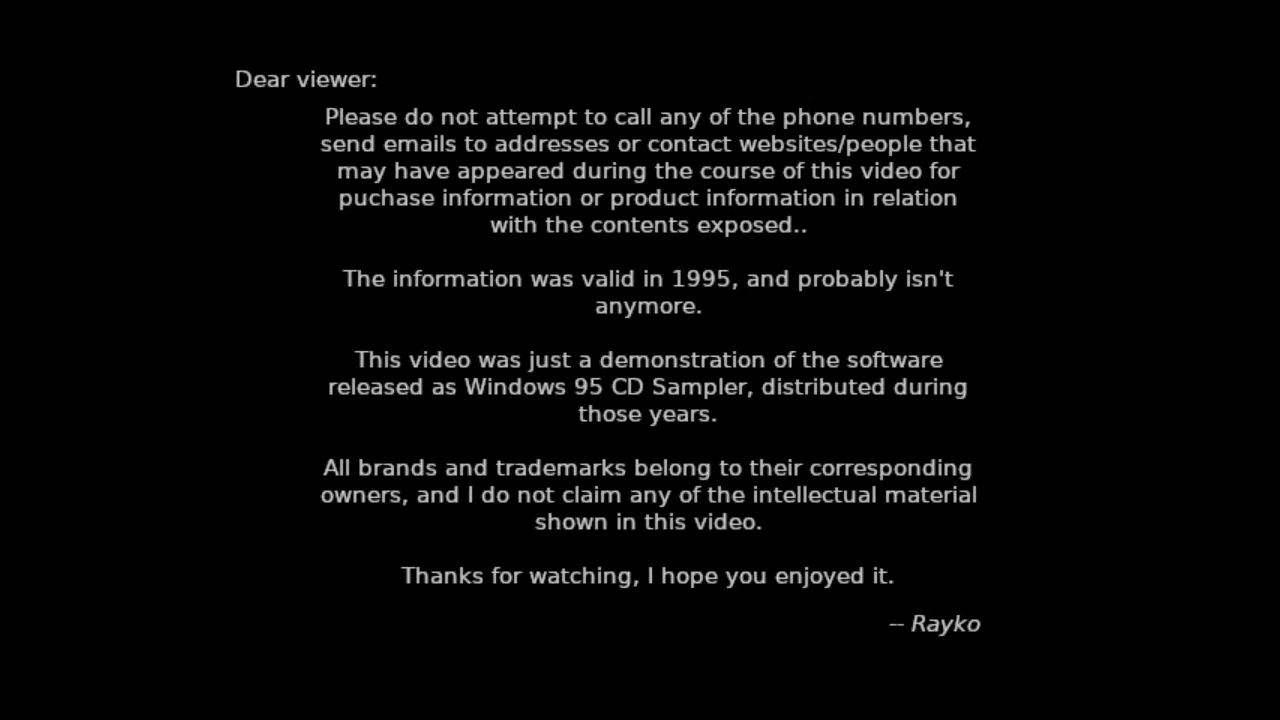 Dear viewer:
Please do not attempt to call any of the phone numbers,
send emails to addresses or contact websites/people that
may have appeared during the course of this video for
puchase information or product information in relation
with the contents exposed..
The information was valid in 1995, and probably isn't
anymore.
This video was just a demonstration of the software
released as Windows 95 CD Sampler, distributed during
those years.
All brands and trademarks belong to their corresponding
owners, and I do not claim any of the intellectual material
shown in this video.
Thanks for watching, I hope you enjoyed it.
-- Rayko